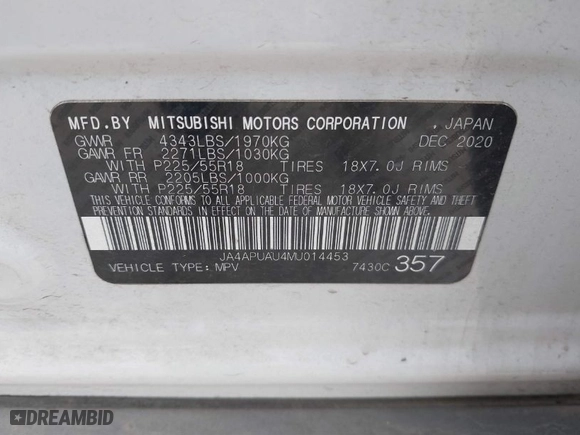 MFD.BY MITSUBISHI MOTORS CORPORATION . JAPAN
GVWR 4343LBS/1970KG DEC 2020
GAWR FR 2271LBS/1030KG
WITH P225/55R18 TIRES 18X7.0J RIMS
GAWR RR 2205LBS/1000KG
WITH P225/55R18 TIRES 18X7.0J RIMS
THIS VEHICLE CONFORMS TO ALL APPLICABLE FEDERAL MOTOR VEHICLE SAFETY AND THEFT
PREVENTION STANDARDS IN EFFECT ON THE DATE OF MANUFACTURE SHOWN ABOVE.
JA4APUAU4MU014453
VEHICLE TYPE: MPV 7430C 357
DREAMBID